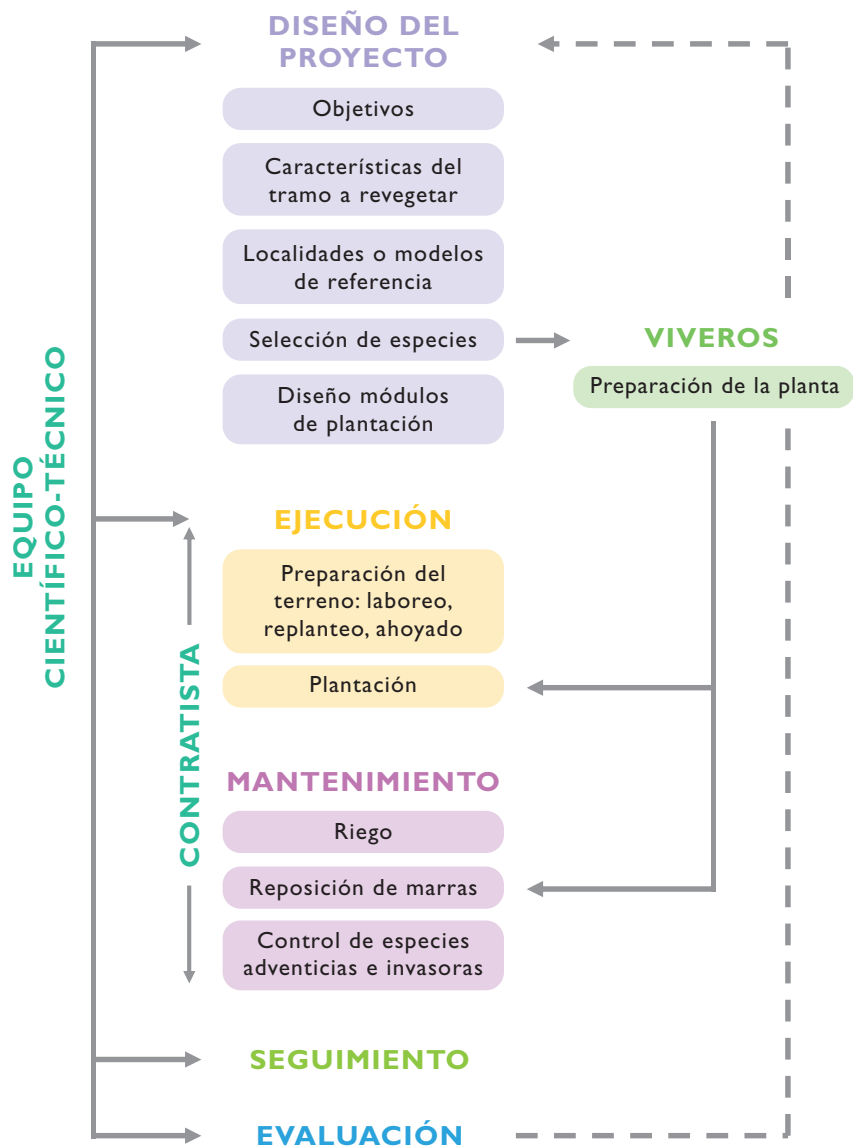 DISEÑO DEL
PROYECTO
Objetivos
Características del
tramo a revegetar
Localidades o modelos
de referencia
Selección de especies
Diseño módulos
de plantación
VIVEROS
Preparación de la planta
EQUIPO
CIENTÍFICO-TÉCNICO
EJECUCIÓN
Preparación del
terreno: laboreo,
replanteo, ahoyado
Plantación
CONTRATISTA
MANTENIMIENTO
Riego
Reposición de marras
Control de especies
adventicias e invasoras
SEGUIMIENTO
EVALUACIÓN